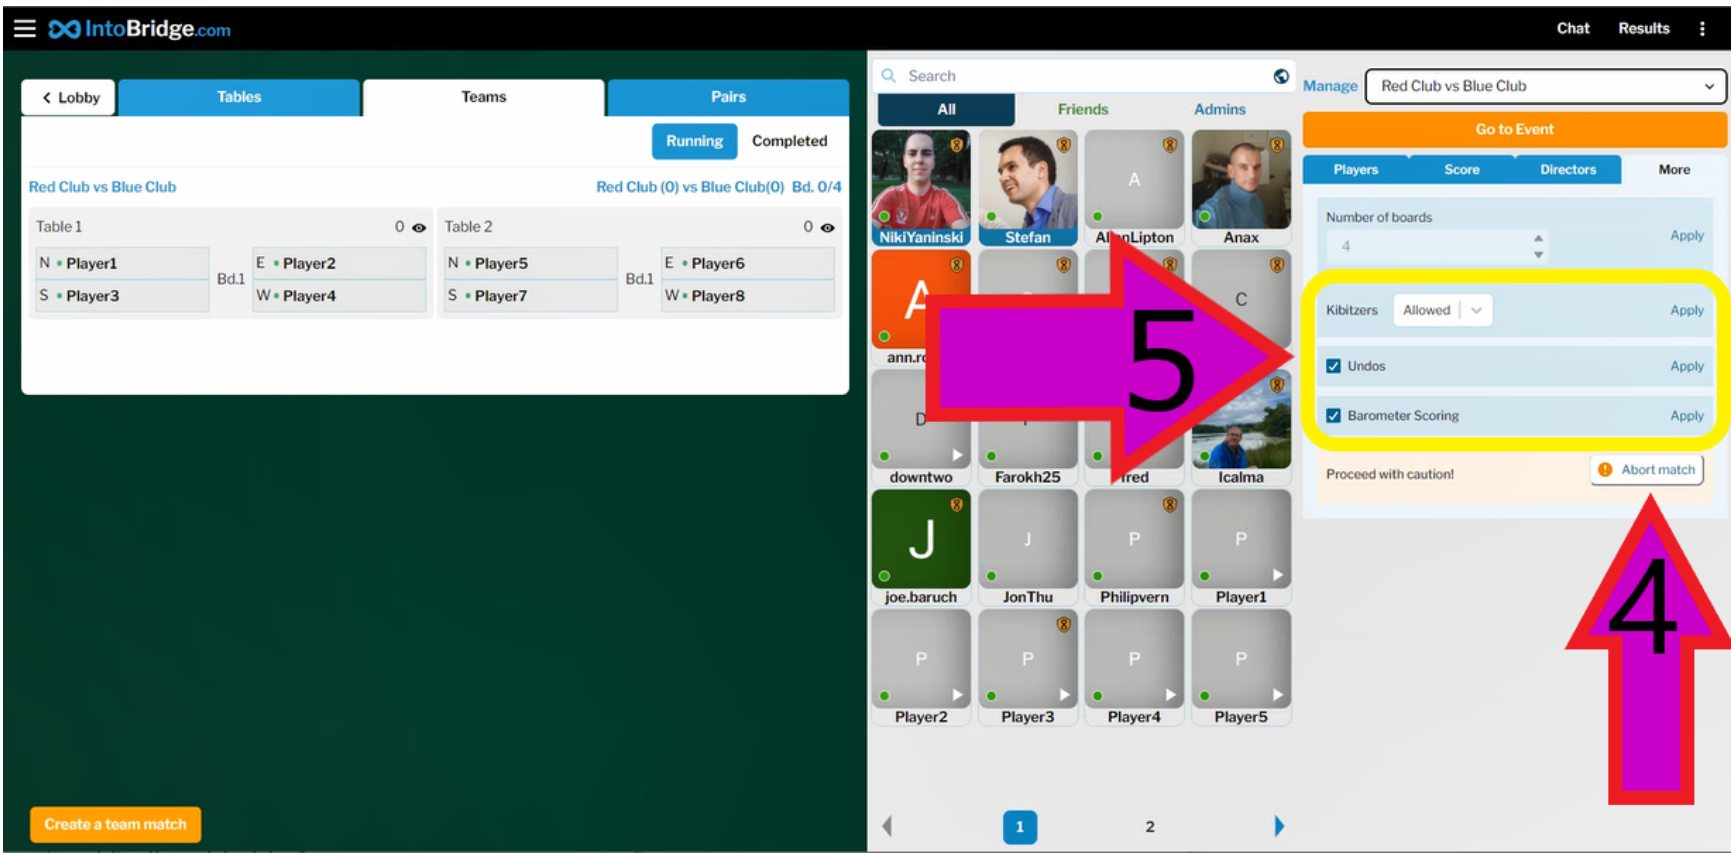 IntoBridge.com
Chat Results
Lobby Tables Teams Pairs
Running Completed
Red Club vs Blue Club Red Club (0) vs Blue Club(0) Bd. 0/4
Table 1 0 Table 2 0
N • Player1 Bd.1 E • Player2 N • Player5 Bd.1 E • Player6
S • Player3 W • Player4 S • Player7 W • Player8
Create a team match
Search
All Friends Admins
A
NikiYaninski Stefan AllanLipton Anax
A C
ann.ro
D
downtwo Farokh25 fred Icalma
J J P P
joe.baruch JonThu Philipvern Player1
P P P P
Player2 Player3 Player4 Player5
1 2
Manage Red Club vs Blue Club
Go to Event
Players Score Directors More
Number of boards
4 Apply
Kibitzers Allowed Apply
Undos Apply
Barometer Scoring Apply
Proceed with caution! Abort match
5
4